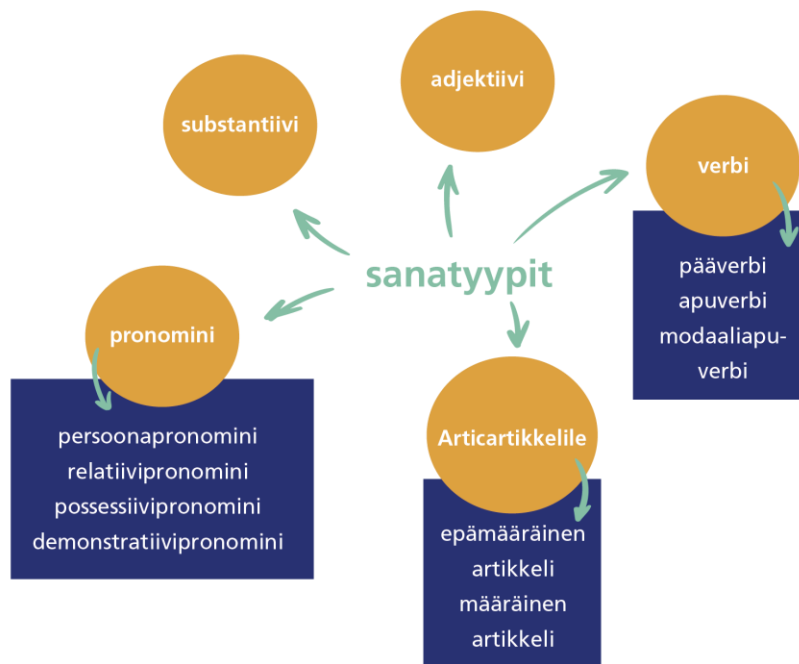 adjektiivi
substantiivi
verbi
pääverbi
apuverbi
modaaliapu-
verbi
sanatyypit
pronomini
persoonapronomini
relatiivipronomini
possessiivipronomini
demonstratiivipronomini
Articartikkelile
epämääräinen
artikkeli
määräinen
artikkeli